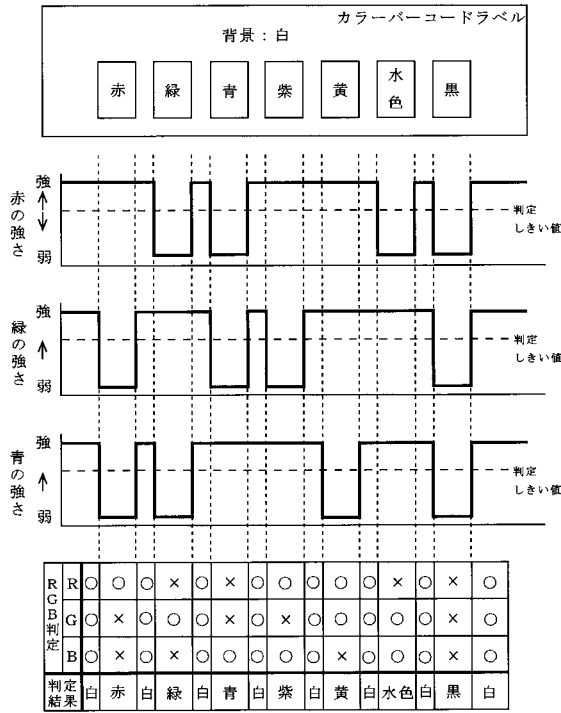 カラーバーコードラベル
背景：白
赤 緑 青 紫 黄 水色 黒
赤の強さ
強
弱
判定
しきい値
緑の強さ
強
弱
判定
しきい値
青の強さ
強
弱
判定
しきい値
RGB判定
R ○ ○ ○ × ○ × ○ ○ ○ ○ ○ × ○ × ○
G ○ × ○ ○ ○ × ○ × ○ ○ ○ ○ ○ × ○
B ○ × ○ × ○ ○ ○ ○ ○ × ○ ○ ○ × ○
判定結果 白 赤 白 緑 白 青 白 紫 白 黄 白 水色 白 黒 白